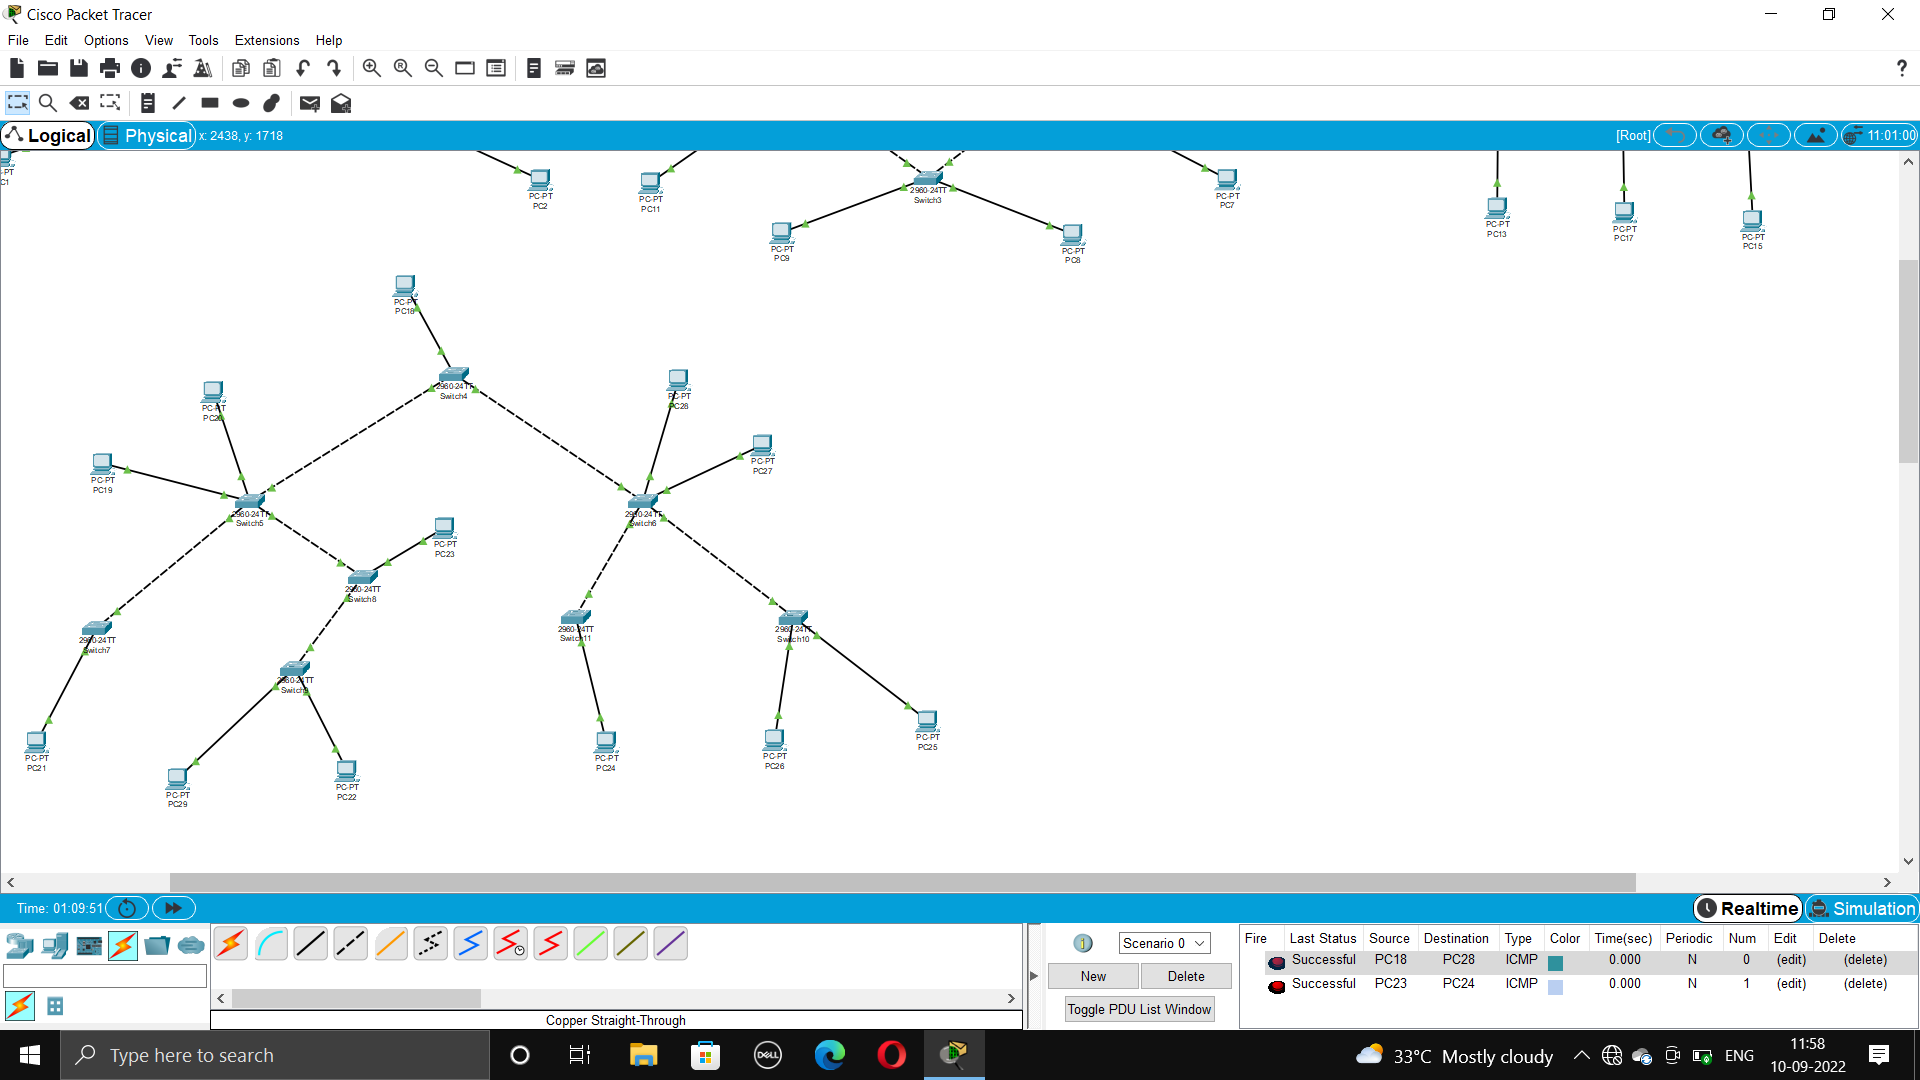 Cisco Packet Tracer
File Edit Options View Tools Extensions Help
?
Logical Physical x: 2438, y: 1718 [Root] 11:01:00
PC-PT
PC2
PC-PT
PC11
2960-24TT
Switch3
PC-PT
PC7
PC-PT
PC9
PC-PT
PC8
PC-PT
PC13
PC-PT
PC17
PC-PT
PC15
-PT
C1
PC-PT
PC18
2960-24TT
Switch4
PC-PT
PC20
PC-PT
PC28
PC-PT
PC27
PC-PT
PC19
2960-24TT
Switch5
2960-24TT
Switch6
PC-PT
PC23
2960-24TT
Switch8
2960-24TT
Switch7
2960-24TT
Switch11
2960-24TT
Switch10
2960-24TT
Switch9
PC-PT
PC21
PC-PT
PC29
PC-PT
PC22
PC-PT
PC24
PC-PT
PC26
PC-PT
PC25
Time: 01:09:51 Realtime Simulation
Scenario 0
New Delete
Toggle PDU List Window
Copper Straight-Through
Fire Last Status Source Destination Type Color Time(sec) Periodic Num Edit Delete
Successful PC18 PC28 ICMP 0.000 N 0 (edit) (delete)
Successful PC23 PC24 ICMP 0.000 N 1 (edit) (delete)
Type here to search
DELL
33°C Mostly cloudy
ENG
11:58
10-09-2022